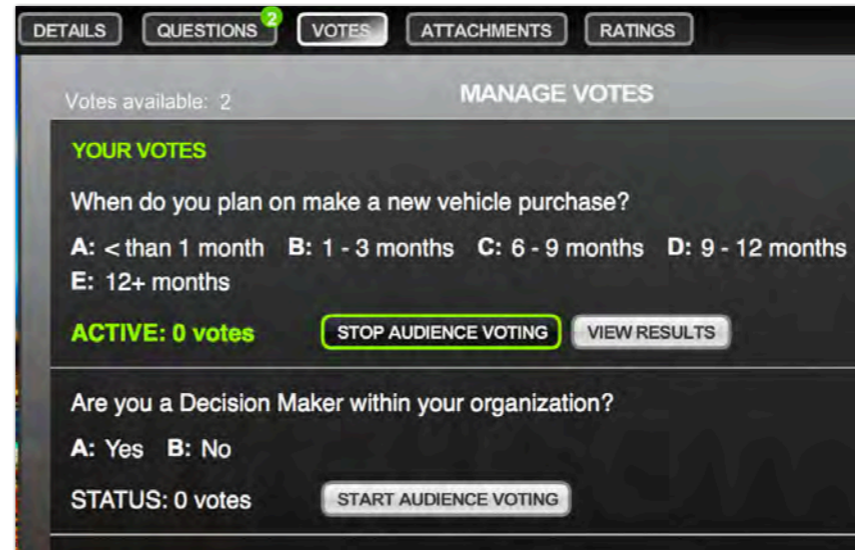 DETAILS QUESTIONS 2 VOTES ATTACHMENTS RATINGS
Votes available: 2 MANAGE VOTES
YOUR VOTES
When do you plan on make a new vehicle purchase?
A: < than 1 month B: 1 - 3 months C: 6 - 9 months D: 9 - 12 months
E: 12+ months
ACTIVE: 0 votes STOP AUDIENCE VOTING VIEW RESULTS
Are you a Decision Maker within your organization?
A: Yes B: No
STATUS: 0 votes START AUDIENCE VOTING